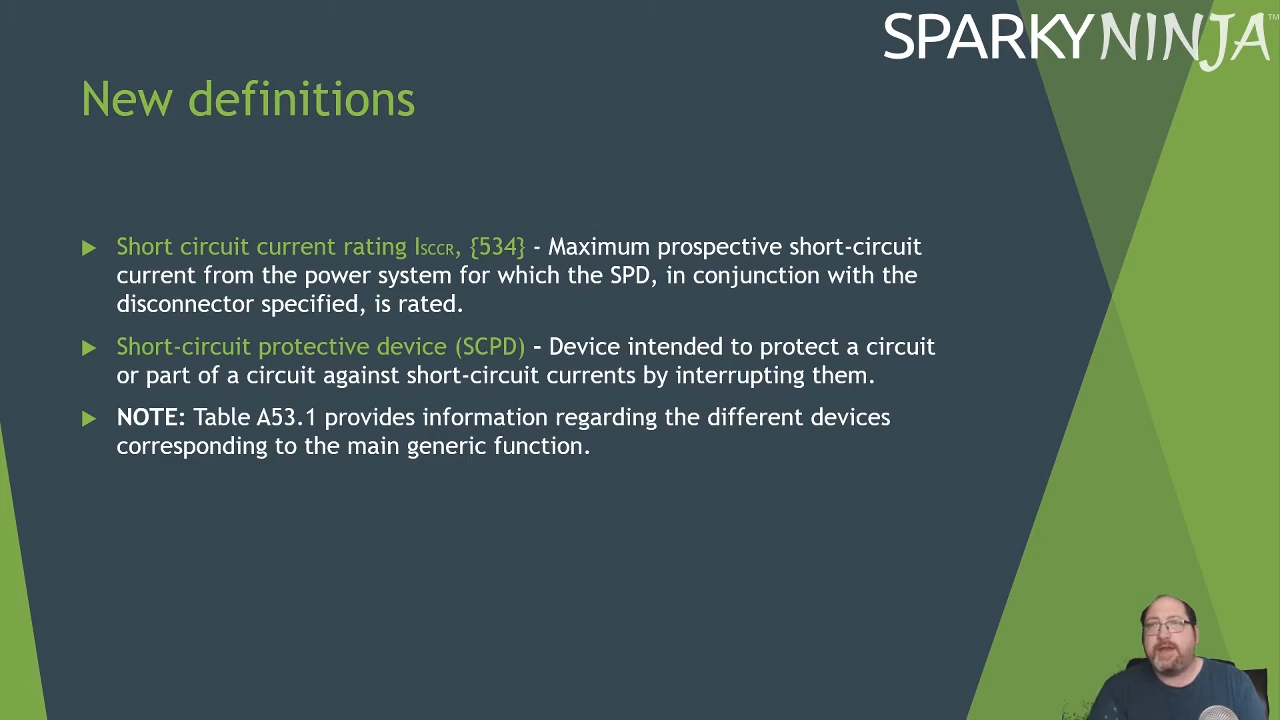 SPARKYNINJA™
New definitions
Short circuit current rating ISCCR, {534} - Maximum prospective short-circuit
current from the power system for which the SPD, in conjunction with the
disconnector specified, is rated.
Short-circuit protective device (SCPD) – Device intended to protect a circuit
or part of a circuit against short-circuit currents by interrupting them.
NOTE: Table A53.1 provides information regarding the different devices
corresponding to the main generic function.